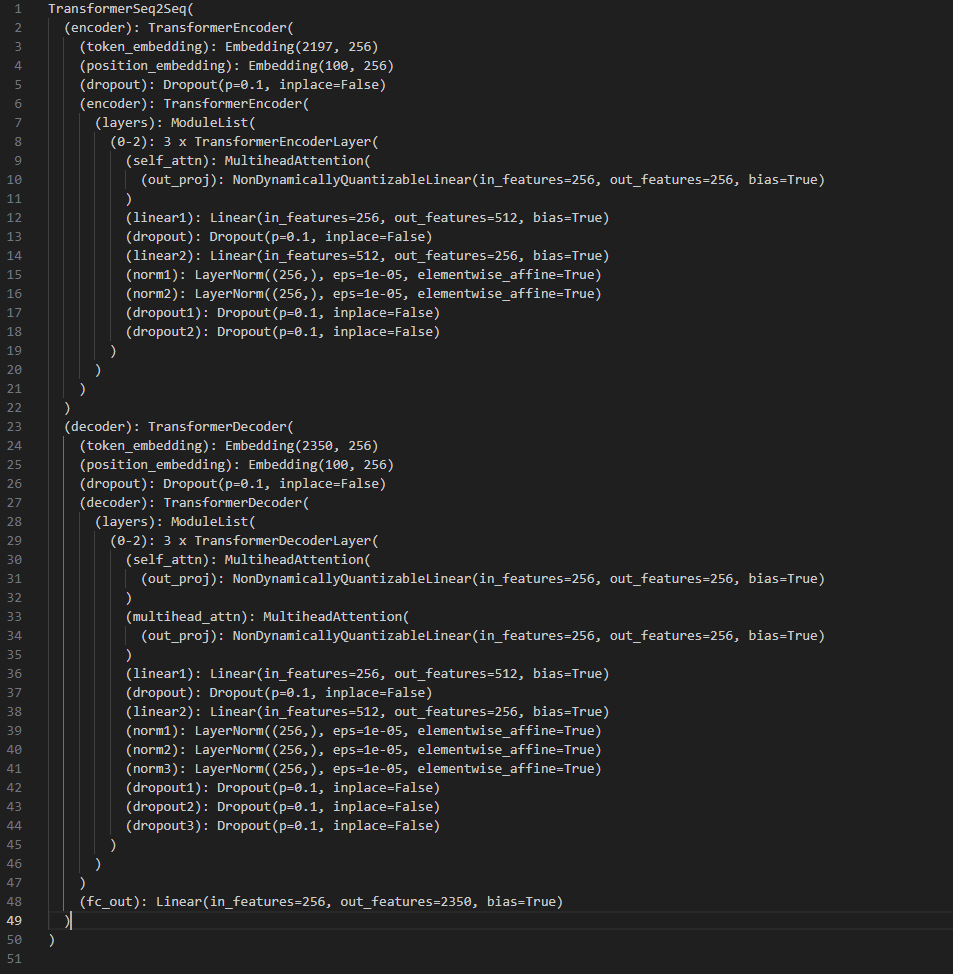 1 TransformerSeq2Seq(
2   (encoder): TransformerEncoder(
3     (token_embedding): Embedding(2197, 256)
4     (position_embedding): Embedding(100, 256)
5     (dropout): Dropout(p=0.1, inplace=False)
6     (encoder): TransformerEncoder(
7       (layers): ModuleList(
8         (0-2): 3 x TransformerEncoderLayer(
9           (self_attn): MultiheadAttention(
10             (out_proj): NonDynamicallyQuantizableLinear(in_features=256, out_features=256, bias=True)
11           )
12           (linear1): Linear(in_features=256, out_features=512, bias=True)
13           (dropout): Dropout(p=0.1, inplace=False)
14           (linear2): Linear(in_features=512, out_features=256, bias=True)
15           (norm1): LayerNorm((256,), eps=1e-05, elementwise_affine=True)
16           (norm2): LayerNorm((256,), eps=1e-05, elementwise_affine=True)
17           (dropout1): Dropout(p=0.1, inplace=False)
18           (dropout2): Dropout(p=0.1, inplace=False)
19         )
20       )
21     )
22   )
23   (decoder): TransformerDecoder(
24     (token_embedding): Embedding(2350, 256)
25     (position_embedding): Embedding(100, 256)
26     (dropout): Dropout(p=0.1, inplace=False)
27     (decoder): TransformerDecoder(
28       (layers): ModuleList(
29         (0-2): 3 x TransformerDecoderLayer(
30           (self_attn): MultiheadAttention(
31             (out_proj): NonDynamicallyQuantizableLinear(in_features=256, out_features=256, bias=True)
32           )
33           (multihead_attn): MultiheadAttention(
34             (out_proj): NonDynamicallyQuantizableLinear(in_features=256, out_features=256, bias=True)
35           )
36           (linear1): Linear(in_features=256, out_features=512, bias=True)
37           (dropout): Dropout(p=0.1, inplace=False)
38           (linear2): Linear(in_features=512, out_features=256, bias=True)
39           (norm1): LayerNorm((256,), eps=1e-05, elementwise_affine=True)
40           (norm2): LayerNorm((256,), eps=1e-05, elementwise_affine=True)
41           (norm3): LayerNorm((256,), eps=1e-05, elementwise_affine=True)
42           (dropout1): Dropout(p=0.1, inplace=False)
43           (dropout2): Dropout(p=0.1, inplace=False)
44           (dropout3): Dropout(p=0.1, inplace=False)
45         )
46       )
47     )
48     (fc_out): Linear(in_features=256, out_features=2350, bias=True)
49   )
50 )
51